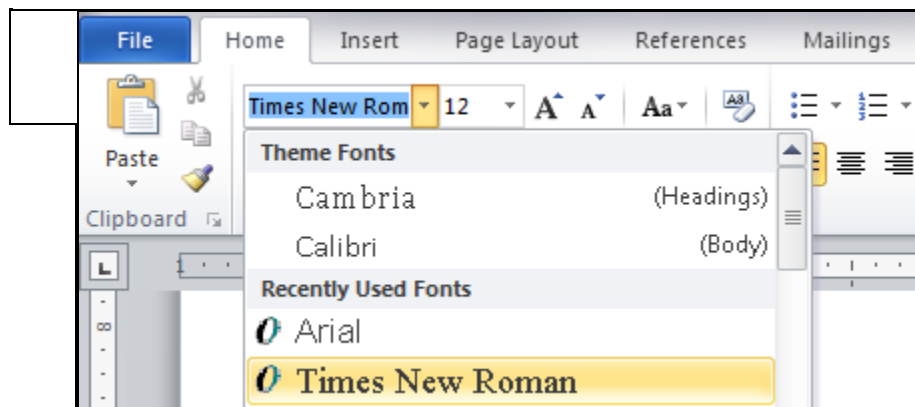 File Home Insert Page Layout References Mailings
Times New Rom 12 A A Aa
Paste
Theme Fonts
Cambria (Headings)
Calibri (Body)
Clipboard
Recently Used Fonts
Arial
Times New Roman